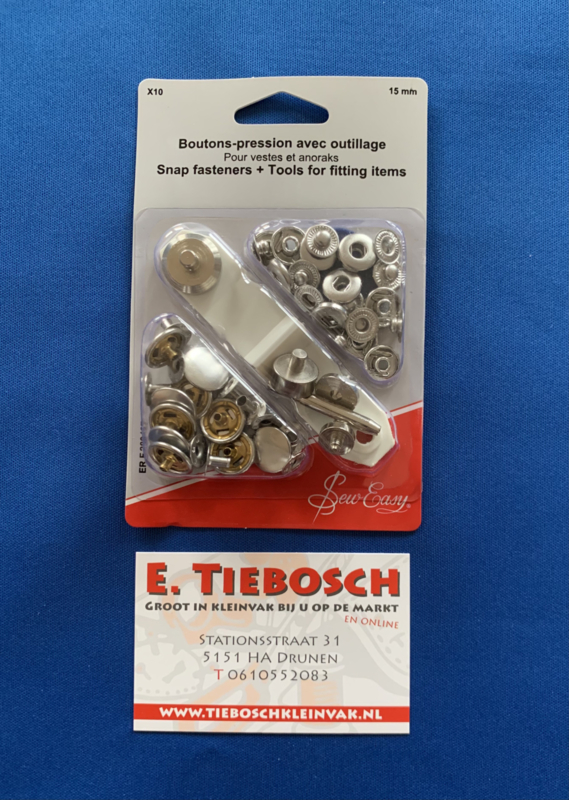 X10 15 mm
Boutons-pression avec outillage
Pour vestes et anoraks
Snap fasteners + Tools for fitting items
Sew Easy
E. TIEBOSCH
GROOT IN KLEINVAK BIJ U OP DE MARKT
EN ONLINE
STATIONSSTRAAT 31
5151 HA DRUNEN
T 0610552083
WWW.TIEBOSCHKLEINVAK.NL